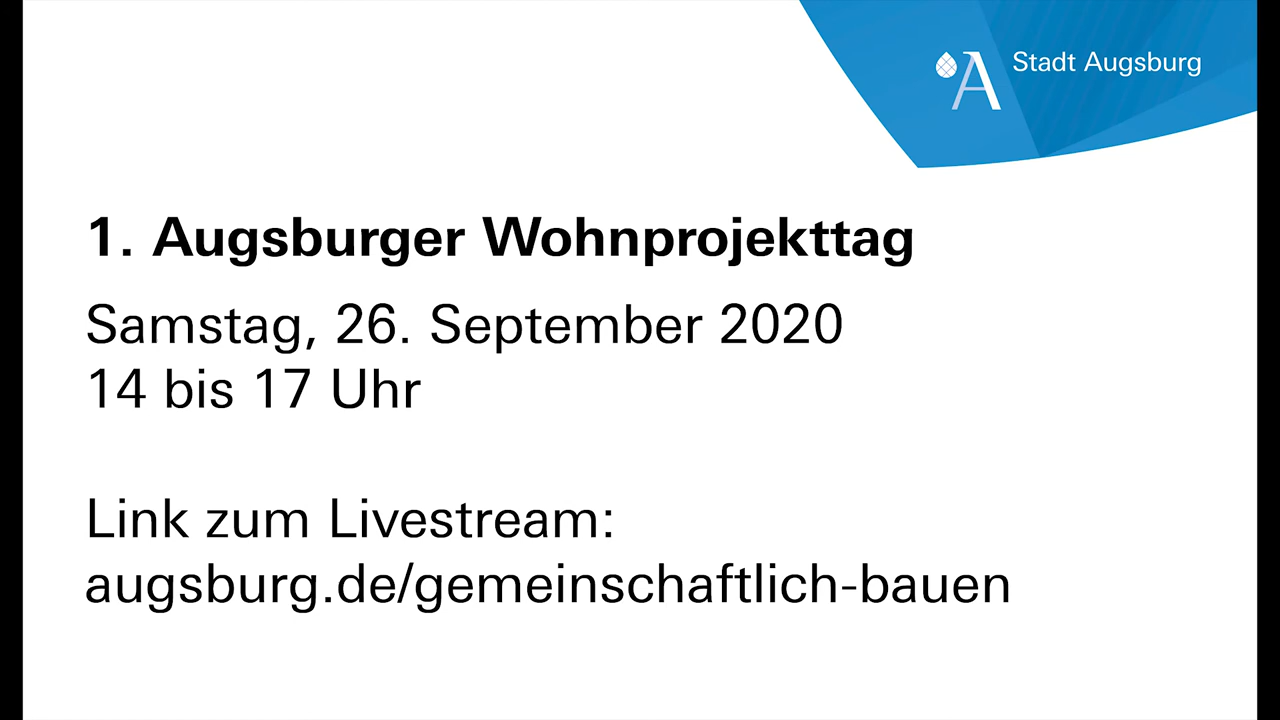 Stadt Augsburg
1. Augsburger Wohnprojekttag
Samstag, 26. September 2020
14 bis 17 Uhr
Link zum Livestream:
augsburg.de/gemeinschaftlich-bauen